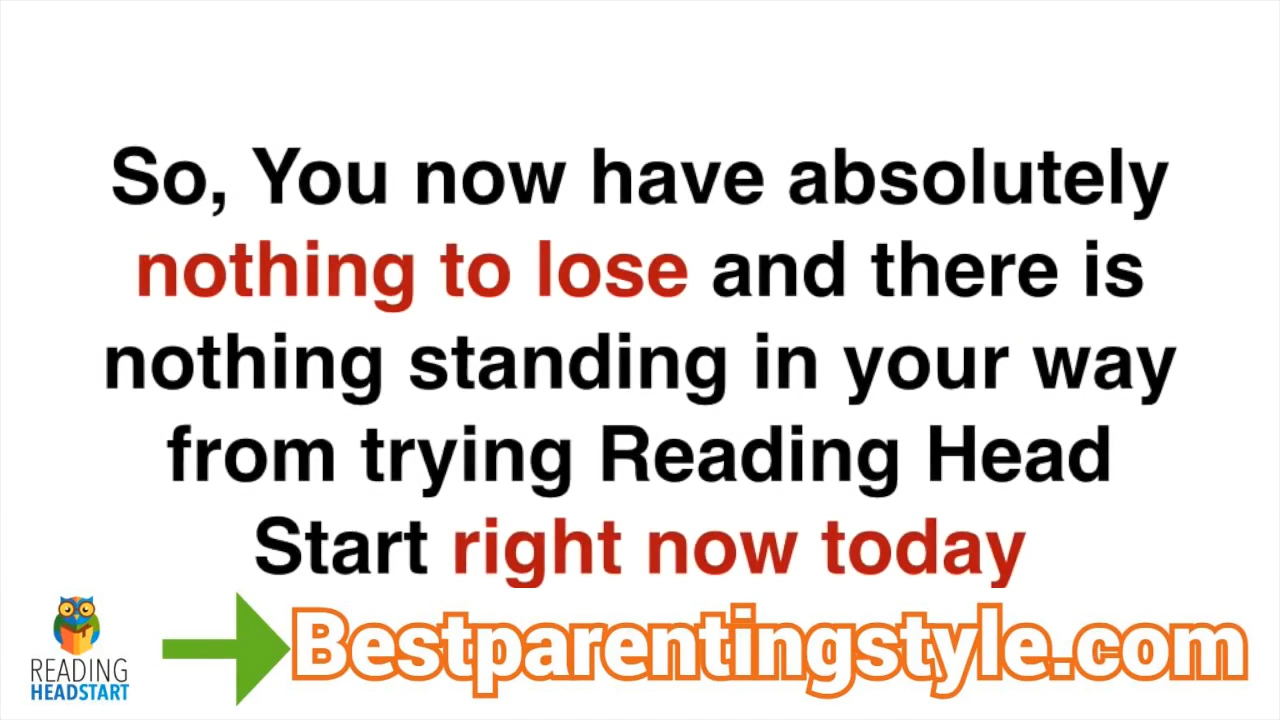 So, You now have absolutely
nothing to lose and there is
nothing standing in your way
from trying Reading Head
Start right now today
READING
HEADSTART
Bestparentingstyle.com